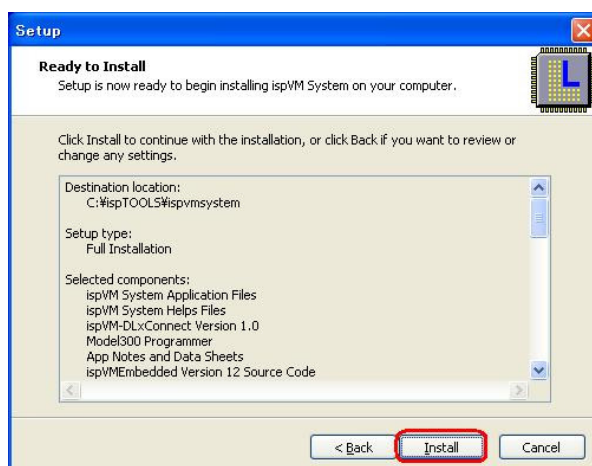 Setup
Ready to Install
Setup is now ready to begin installing ispVM System on your computer.
L
Click Install to continue with the installation, or click Back if you want to review or
change any settings.
Destination location:
C:¥ispTOOLS¥ispvmsystem
Setup type:
Full Installation
Selected components:
ispVM System Application Files
ispVM System Helps Files
ispVM-DLxConnect Version 1.0
Model300 Programmer
App Notes and Data Sheets
ispVMEmbedded Version 12 Source Code
< Back Install Cancel